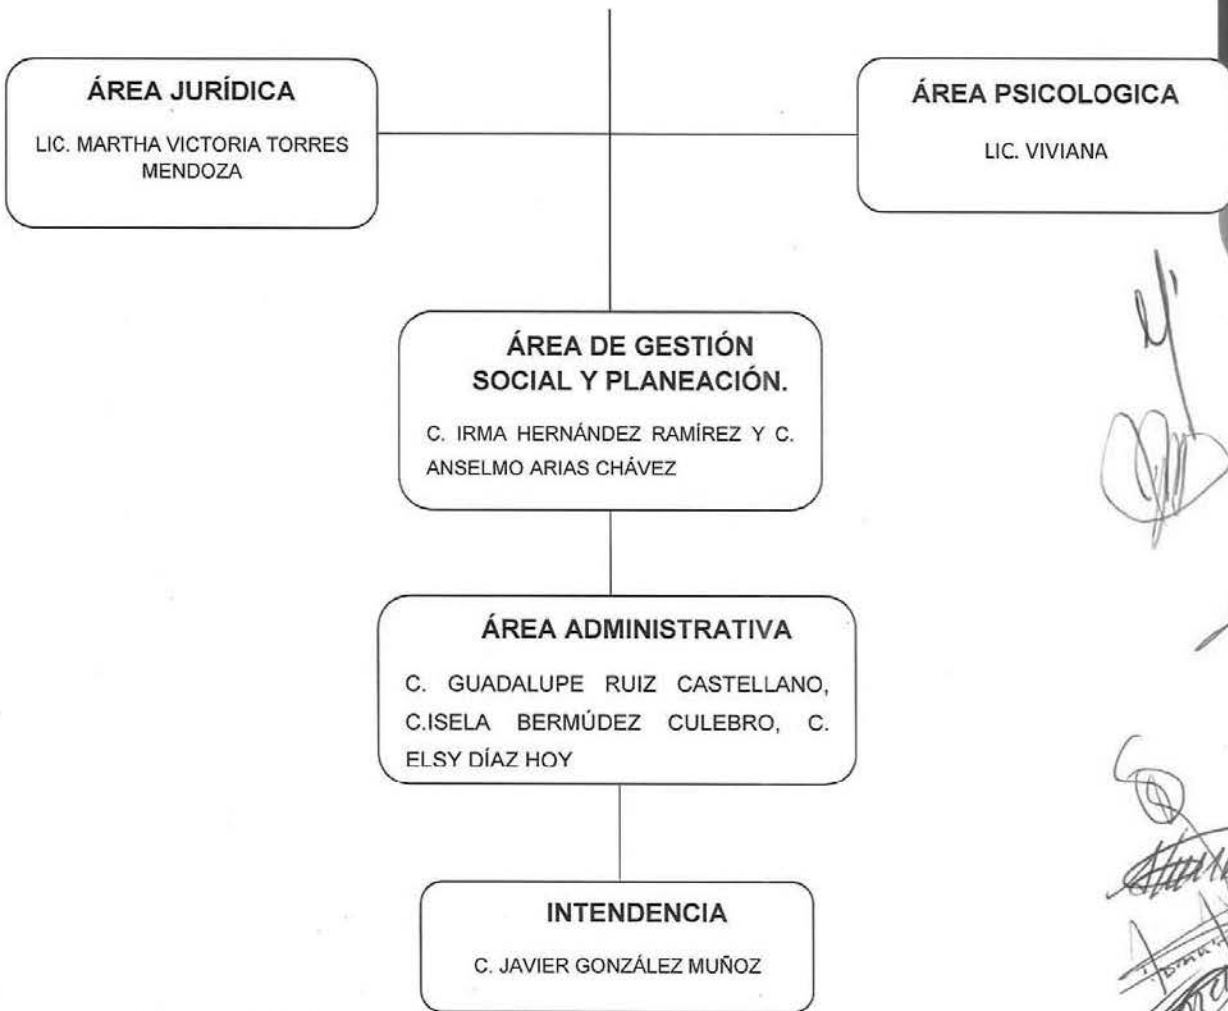 ÁREA JURÍDICA
LIC. MARTHA VICTORIA TORRES
MENDOZA
ÁREA PSICOLOGICA
LIC. VIVIANA
ÁREA DE GESTIÓN
SOCIAL Y PLANEACIÓN.
C. IRMA HERNÁNDEZ RAMÍREZ Y C.
ANSELMO ARIAS CHÁVEZ
ÁREA ADMINISTRATIVA
C. GUADALUPE RUIZ CASTELLANO,
C.ISELA BERMÚDEZ CULEBRO, C.
ELSY DÍAZ HOY
INTENDENCIA
C. JAVIER GONZÁLEZ MUÑOZ